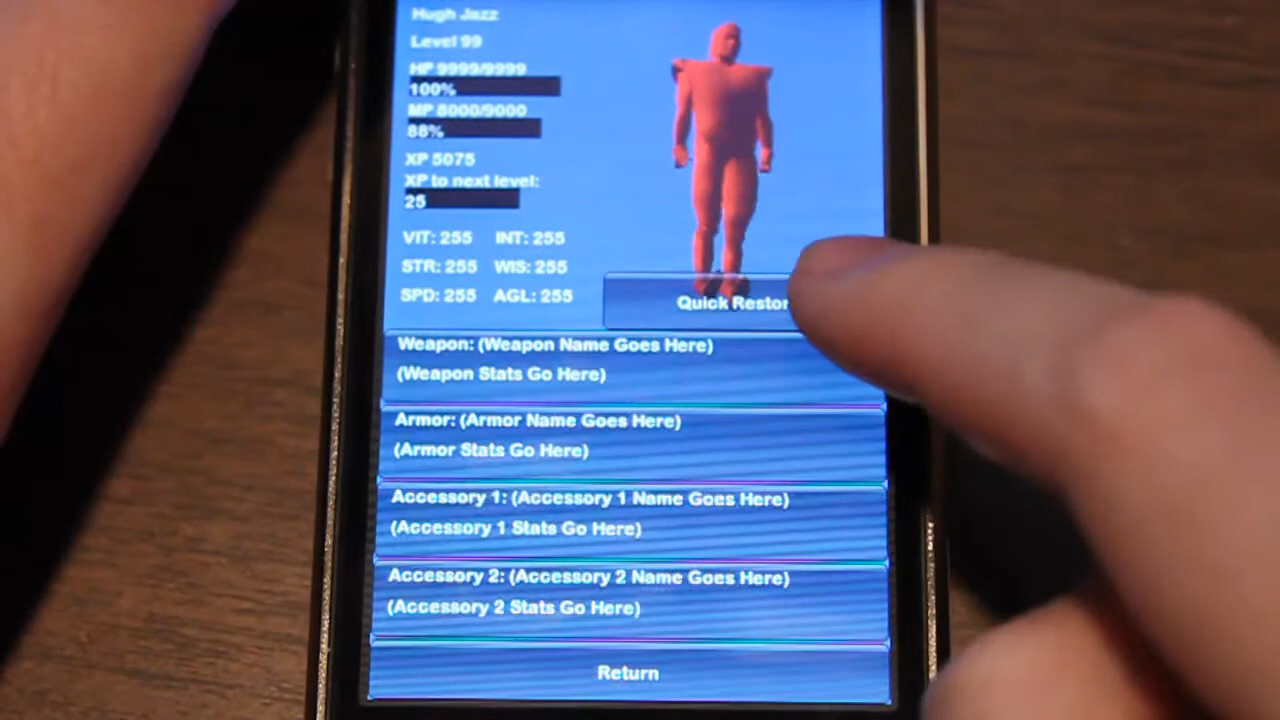 Hugh Jazz
Level 99
HP 9999/9999
100%
MP 8000/9000
88%
XP 5075
XP to next level:
25
VIT: 255 INT: 255
STR: 255 WIS: 255
SPD: 255 AGL: 255
Quick Restor
Weapon: (Weapon Name Goes Here)
(Weapon Stats Go Here)
Armor: (Armor Name Goes Here)
(Armor Stats Go Here)
Accessory 1: (Accessory 1 Name Goes Here)
(Accessory 1 Stats Go Here)
Accessory 2: (Accessory 2 Name Goes Here)
(Accessory 2 Stats Go Here)
Return